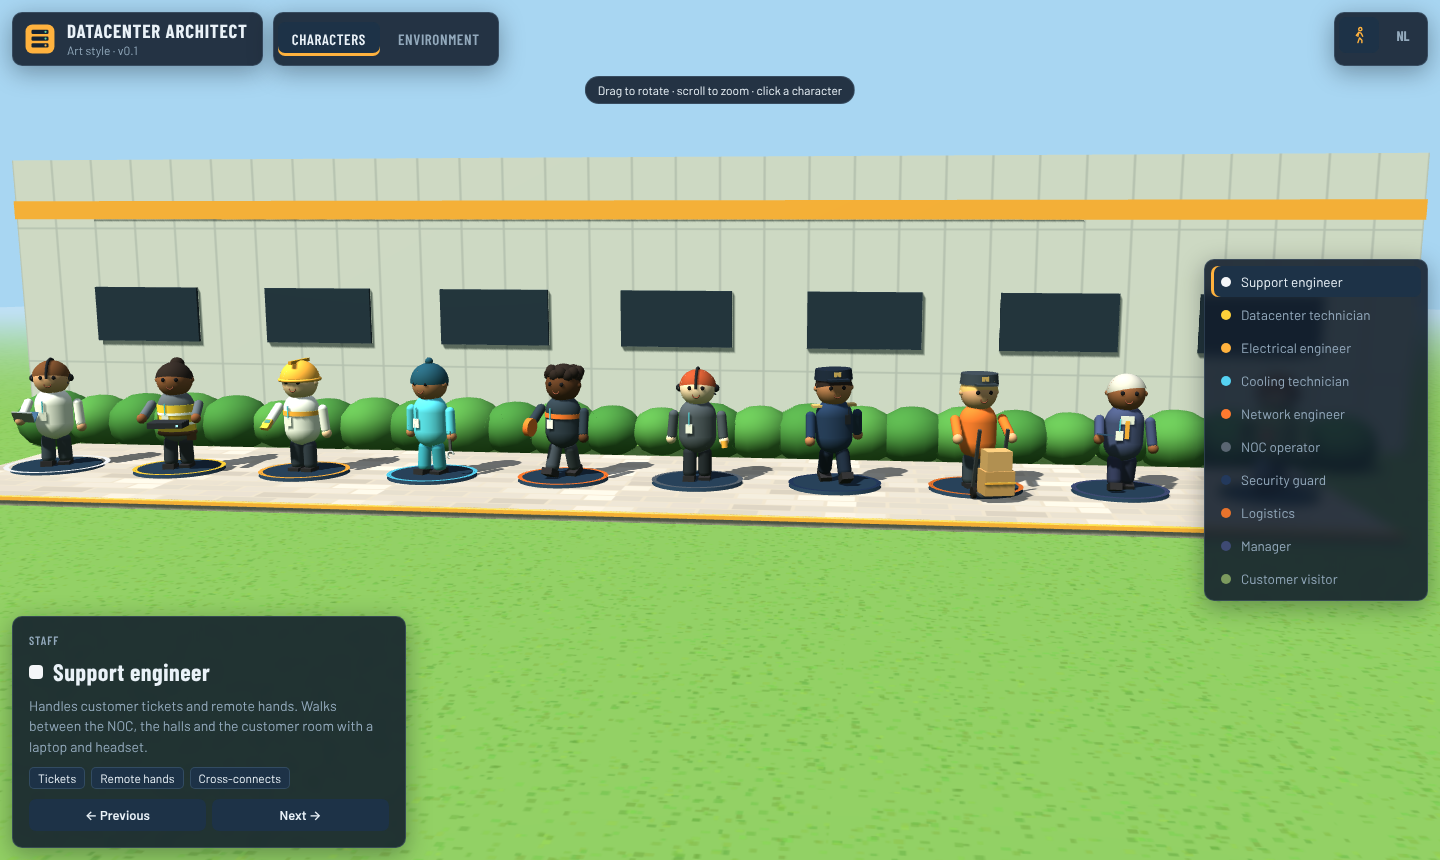 DATACENTER ARCHITECT
Art style · v0.1
CHARACTERS
ENVIRONMENT
NL
Drag to rotate · scroll to zoom · click a character
Support engineer
Datacenter technician
Electrical engineer
Cooling technician
Network engineer
NOC operator
Security guard
Logistics
Manager
Customer visitor
STAFF
Support engineer
Handles customer tickets and remote hands. Walks
between the NOC, the halls and the customer room with a
laptop and headset.
Tickets
Remote hands
Cross-connects
← Previous
Next →